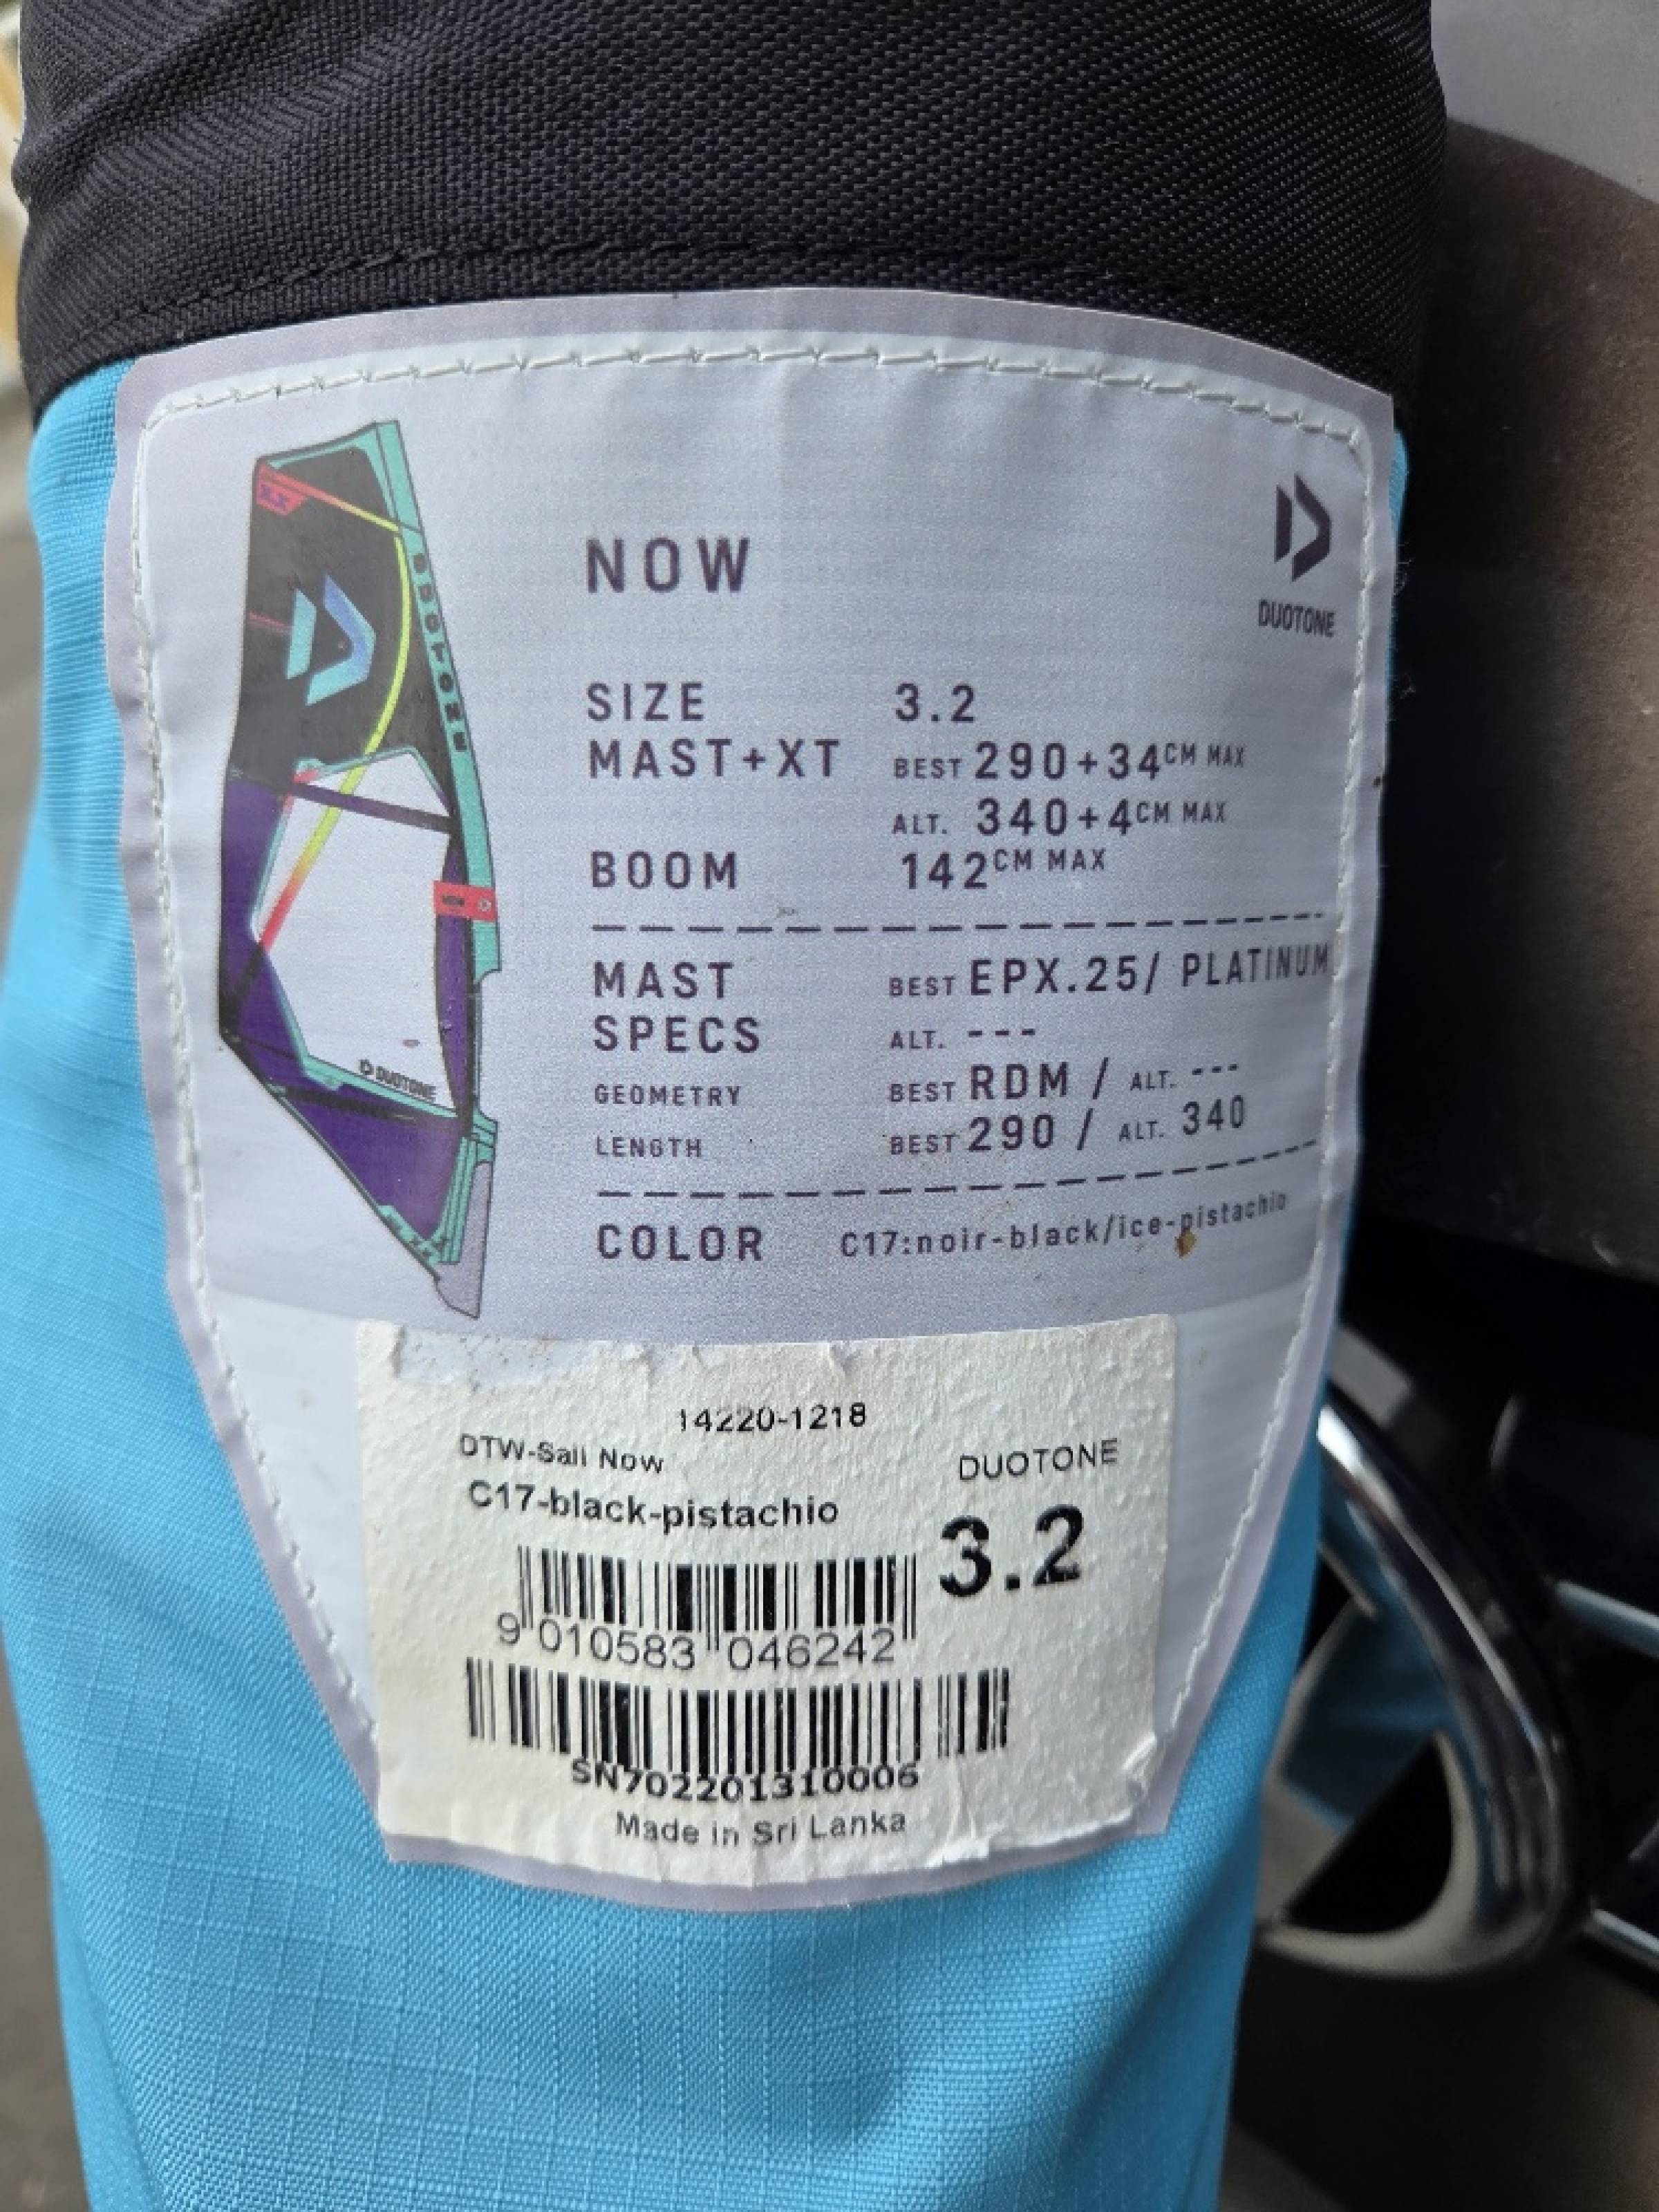 NOW
DUOTONE
SIZE 3.2
MAST+XT BEST 290+34CM MAX
ALT. 340+4CM MAX
BOOM 142CM MAX
MAST BEST EPX.25/ PLATINUM
SPECS ALT. ---
GEOMETRY BEST RDM / ALT. ---
LENGTH BEST 290 / ALT. 340
COLOR C17:noir-black/ice-pistachio
DUOTONE
DUOTONE
14220-1218
DTW-Sail Now
DUOTONE
C17-black-pistachio
3.2
9 010583 046242
SN702201310006
Made in Sri Lanka